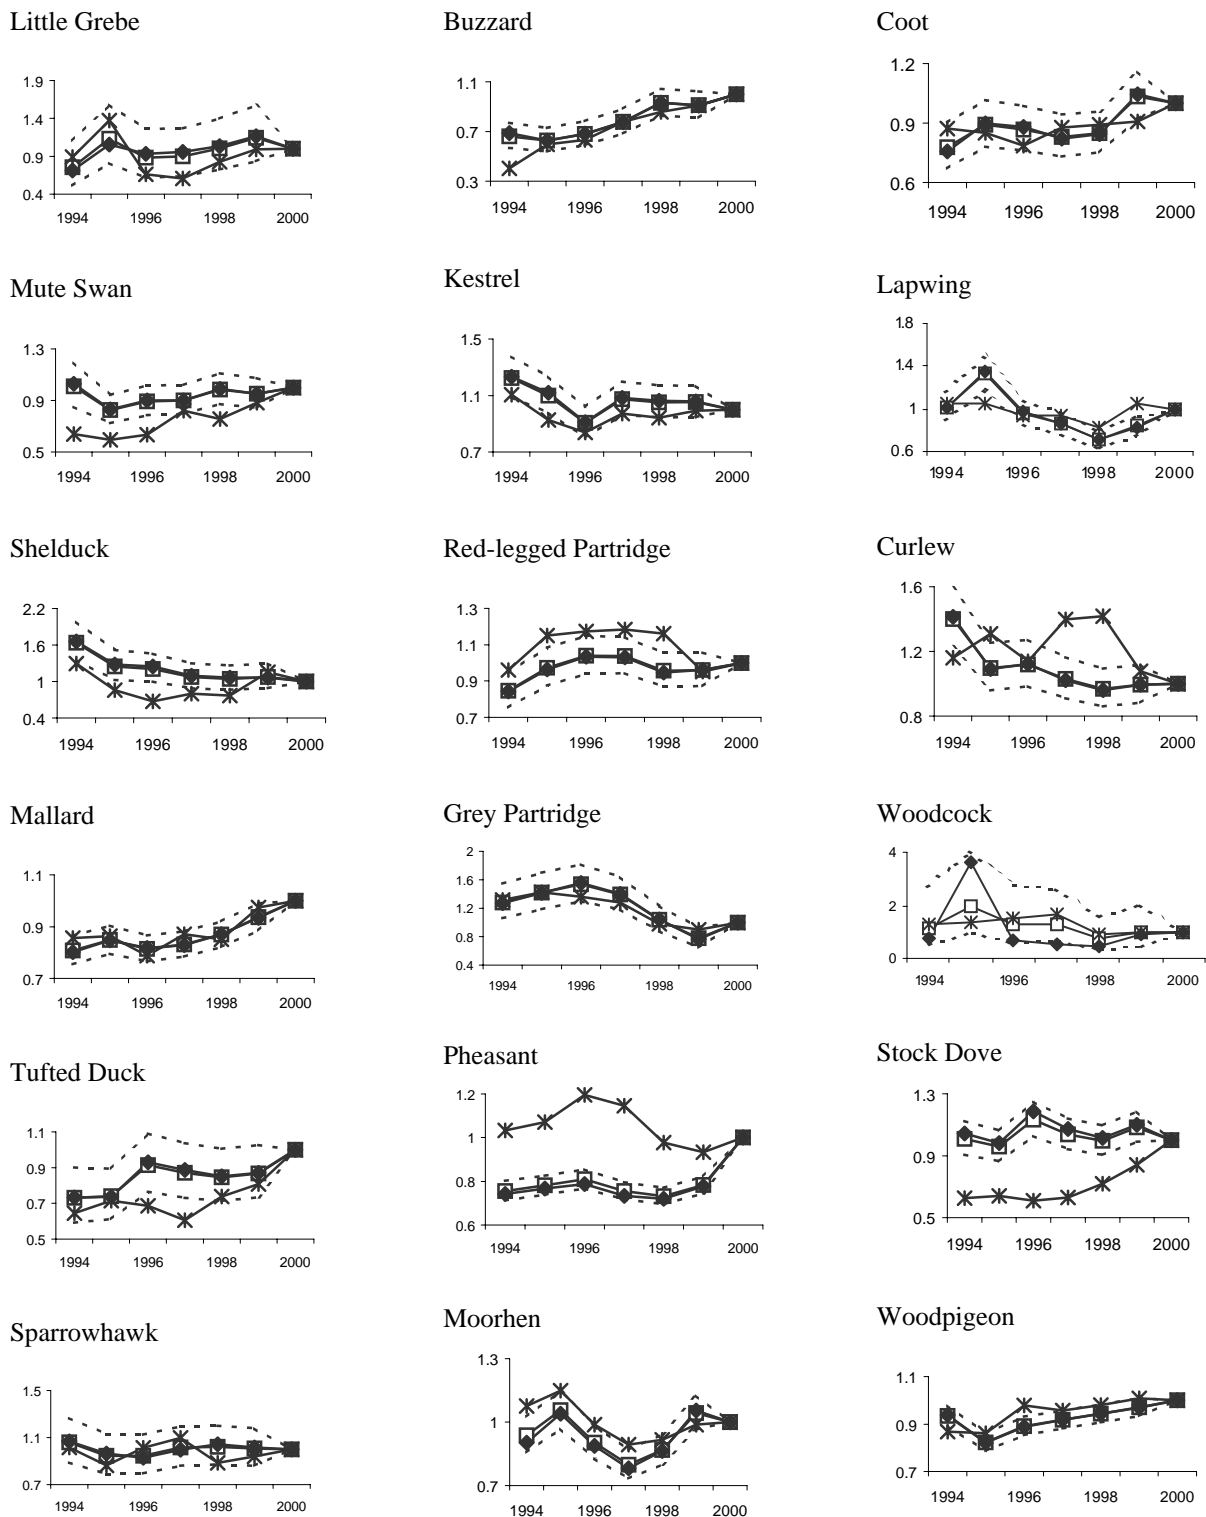 Little Grebe
1.9
1.4
0.9
0.4
1994 1996 1998 2000
Buzzard
1.1
0.7
0.3
1994 1996 1998 2000
Coot
1.2
0.9
0.6
1994 1996 1998 2000
Mute Swan
1.3
0.9
0.5
1994 1996 1998 2000
Kestrel
1.5
1.1
0.7
1994 1996 1998 2000
Lapwing
1.8
1.4
1
0.6
1994 1996 1998 2000
Shelduck
2.2
1.6
1
0.4
1994 1996 1998 2000
Red-legged Partridge
1.3
1.1
0.9
0.7
1994 1996 1998 2000
Curlew
1.6
1.2
0.8
1994 1996 1998 2000
Mallard
1.1
0.9
0.7
1994 1996 1998 2000
Grey Partridge
2
1.6
1.2
0.8
0.4
1994 1996 1998 2000
Woodcock
4
2
0
1994 1996 1998 2000
Tufted Duck
1.1
0.9
0.7
0.5
1994 1996 1998 2000
Pheasant
1.2
1
0.8
0.6
1994 1996 1998 2000
Stock Dove
1.3
0.9
0.5
1994 1996 1998 2000
Sparrowhawk
1.5
1.1
0.7
1994 1996 1998 2000
Moorhen
1.3
1
0.7
1994 1996 1998 2000
Woodpigeon
1.1
0.9
0.7
1994 1996 1998 2000